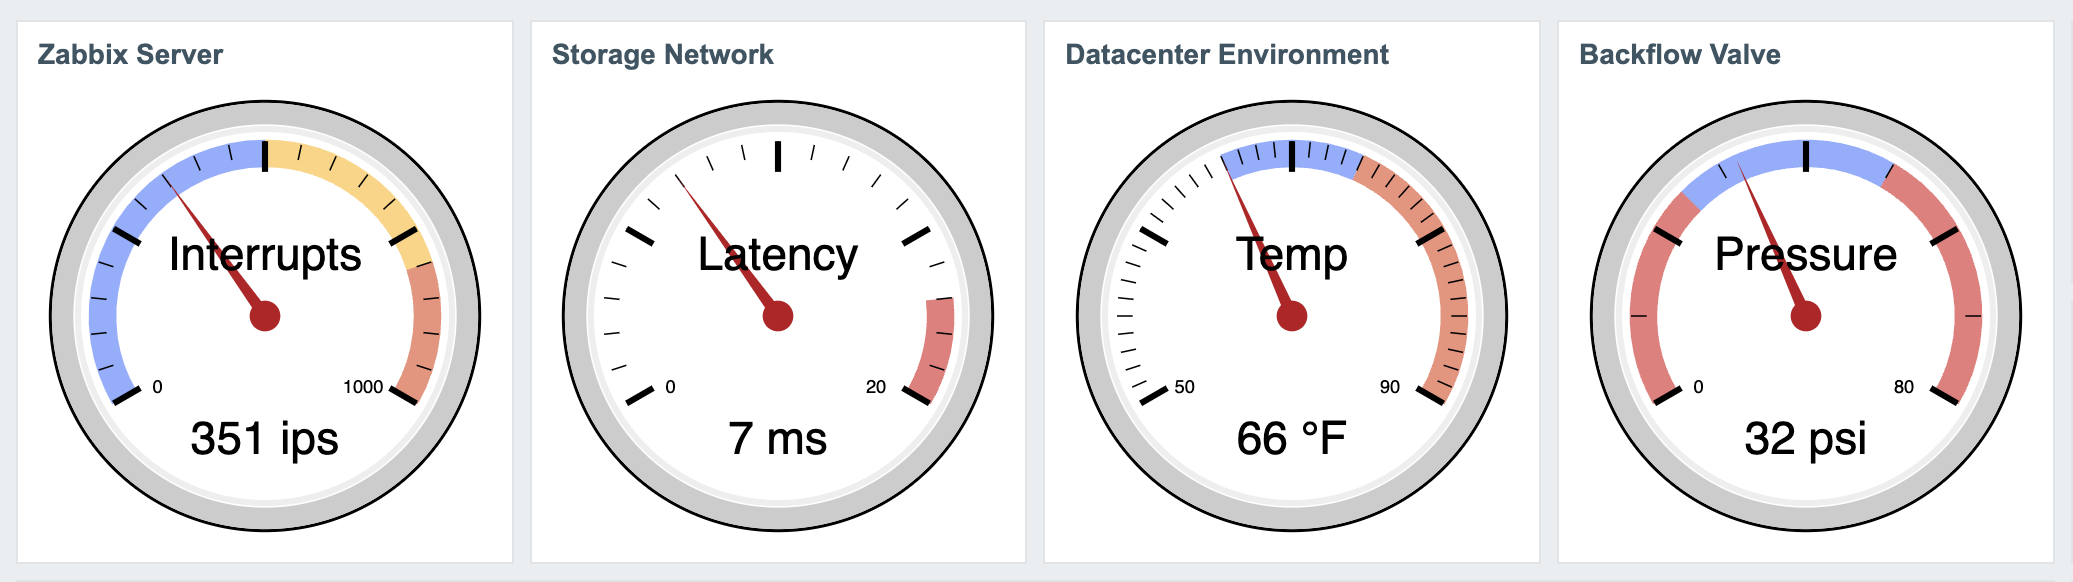 Zabbix Server
Interrupts
0
1000
351 ips
Storage Network
Latency
0
20
7 ms
Datacenter Environment
Temp
50
90
66 °F
Backflow Valve
Pressure
0
80
32 psi